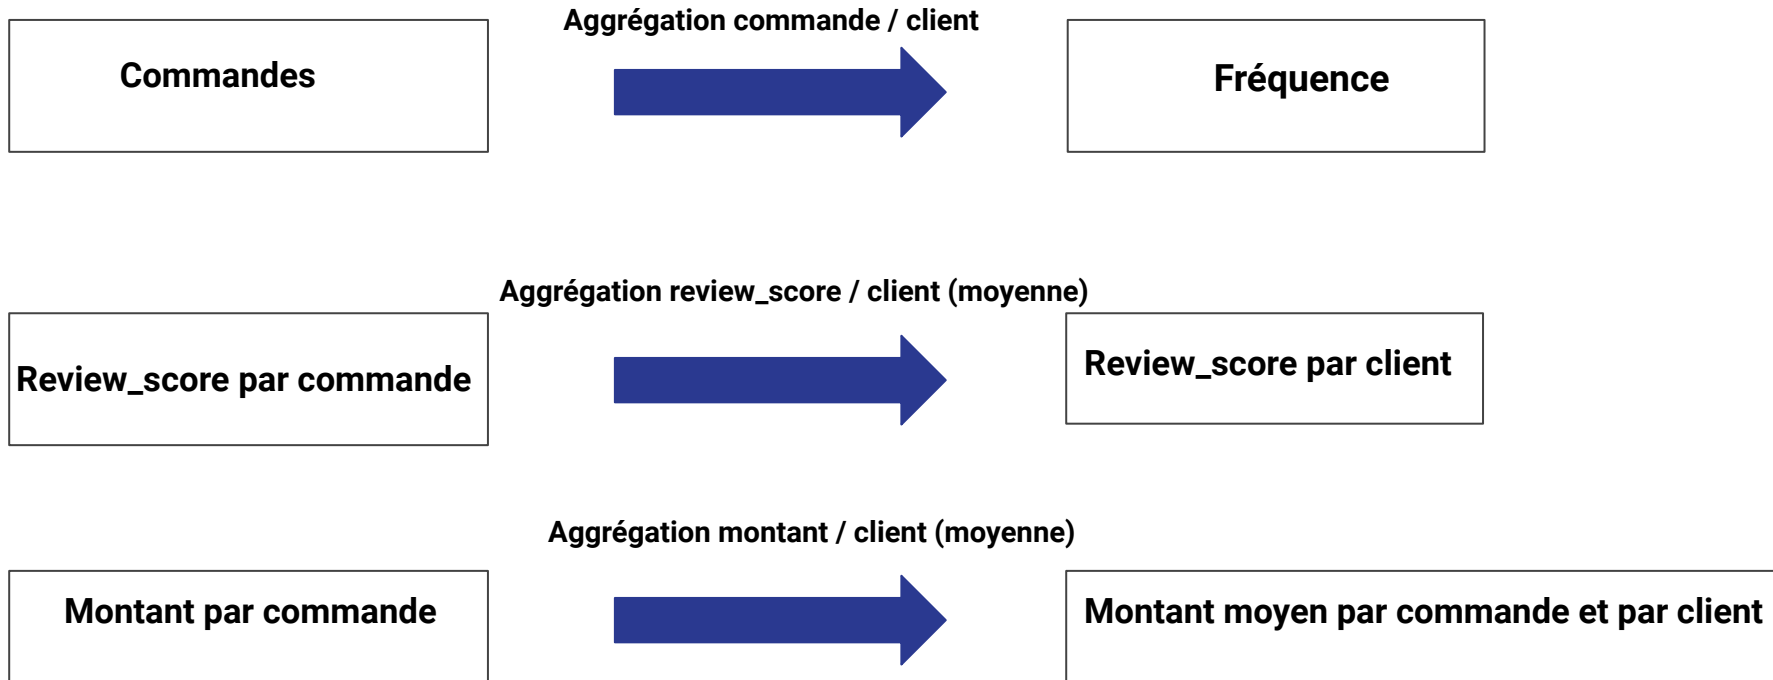 Aggrégation commande / client
Commandes
Fréquence
Aggrégation review_score / client (moyenne)
Review_score par commande
Review_score par client
Aggrégation montant / client (moyenne)
Montant par commande
Montant moyen par commande et par client